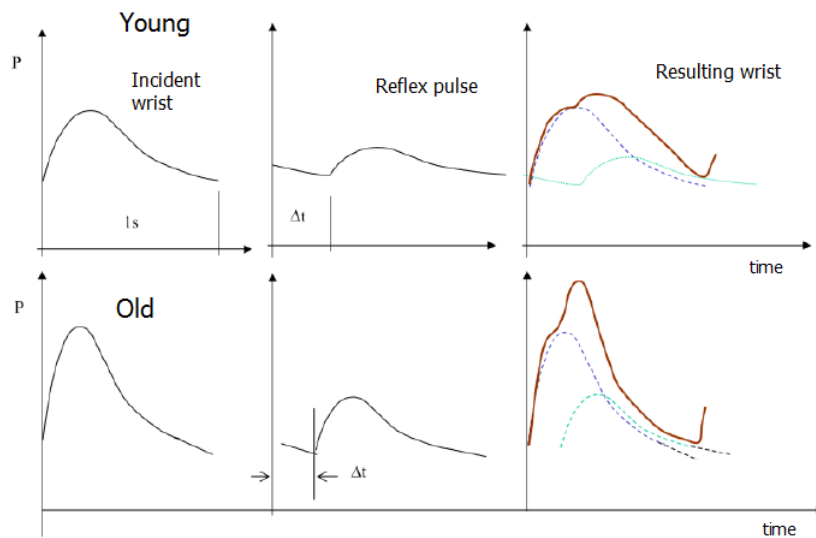 Young
P
Incident
wrist
Reflex pulse
Resulting wrist
1s
Δt
time
P
Old
Δt
time